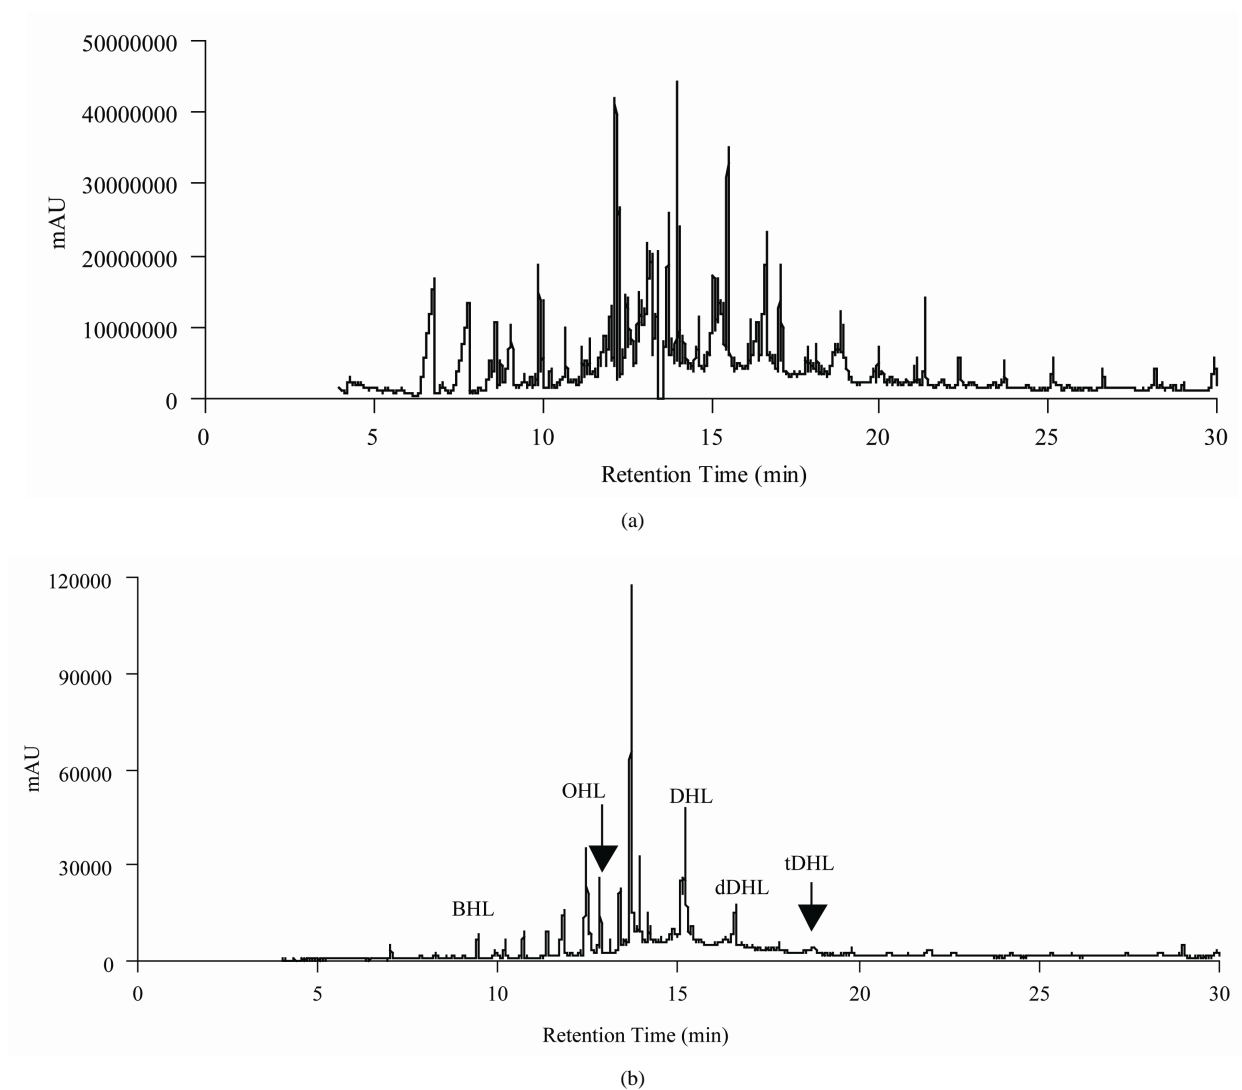 50000000
40000000
30000000
20000000
10000000
0
mAU
0 5 10 15 20 25 30
Retention Time (min)
(a)
120000
90000
60000
30000
0
mAU
OHL
DHL
tDHL
dDHL
BHL
0 5 10 15 20 25 30
Retention Time (min)
(b)